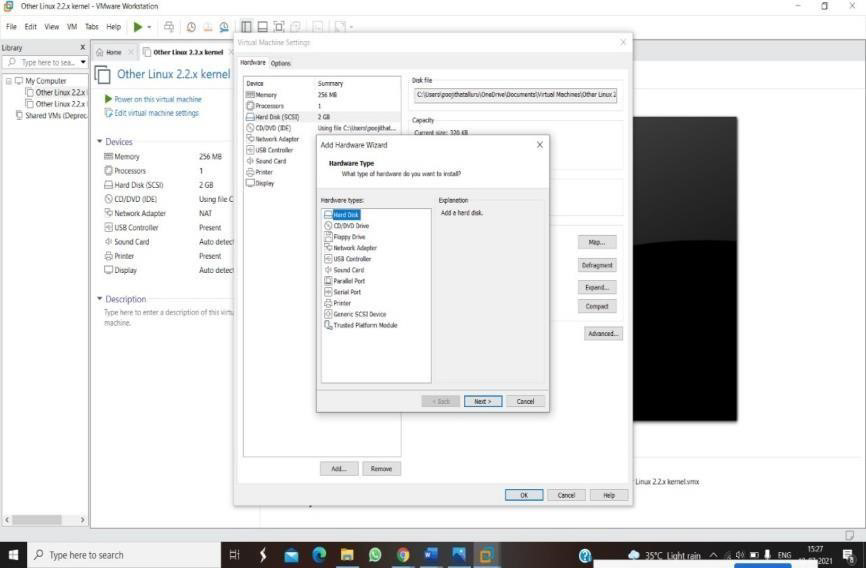 Other Linux 2.2.x kernel - VMware Workstation
File Edit View VM Tabs Help
Library X
Type here to sea...
My Computer
Other Linux 2.2.x
Other Linux 2.2.x
Shared VMs (Deprec
Home
Other Linux 2.2.x kernel
Other Linux 2.2.x kernel
Power on this virtual machine
Edit virtual machine settings
Devices
Memory 256 MB
Processors 1
Hard Disk (SCSI) 2 GB
CD/DVD (IDE) Using file C
Network Adapter NAT
USB Controller Present
Sound Card Auto detect
Printer Present
Display Auto detect
Description
Type here to enter a description of this virtu
machine.
Virtual Machine Settings
Hardware Options
Device Summary
Memory 256 MB
Processors 1
Hard Disk (SCSI) 2 GB
CD/DVD (IDE) Using file C:\Users\poojithat...
Network Adapter
USB Controller
Sound Card
Printer
Display
Add... Remove
Disk file
C:\Users\poojithatalluru\OneDrive\Documents\Virtual Machines\Other Linux 2
Capacity
Current size: 320 KB
Map...
Defragment
Expand...
Compact
Advanced...
OK Cancel Help
Add Hardware Wizard
Hardware Type
What type of hardware do you want to install?
Hardware types:
Hard Disk
CD/DVD Drive
Floppy Drive
Network Adapter
USB Controller
Sound Card
Parallel Port
Serial Port
Printer
Generic SCSI Device
Trusted Platform Module
Explanation
Add a hard disk.
< Back Next > Cancel
Linux 2.2.x kernel.vmx
Type here to search
35°C Light rain
ENG
15:27